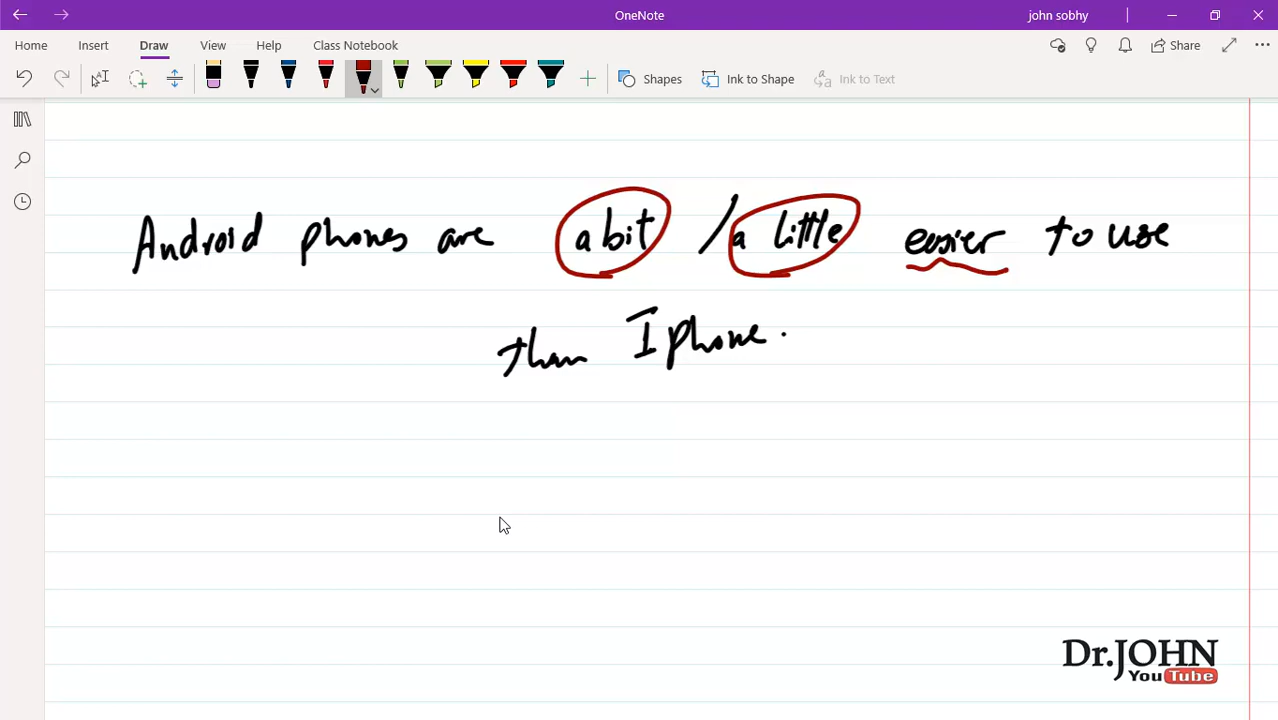 OneNote
john sobhy
Home Insert Draw View Help Class Notebook
Share
Shapes Ink to Shape Ink to Text
Android phones are a bit / a little easier to use
than Iphone.
Dr.JOHN
YouTube